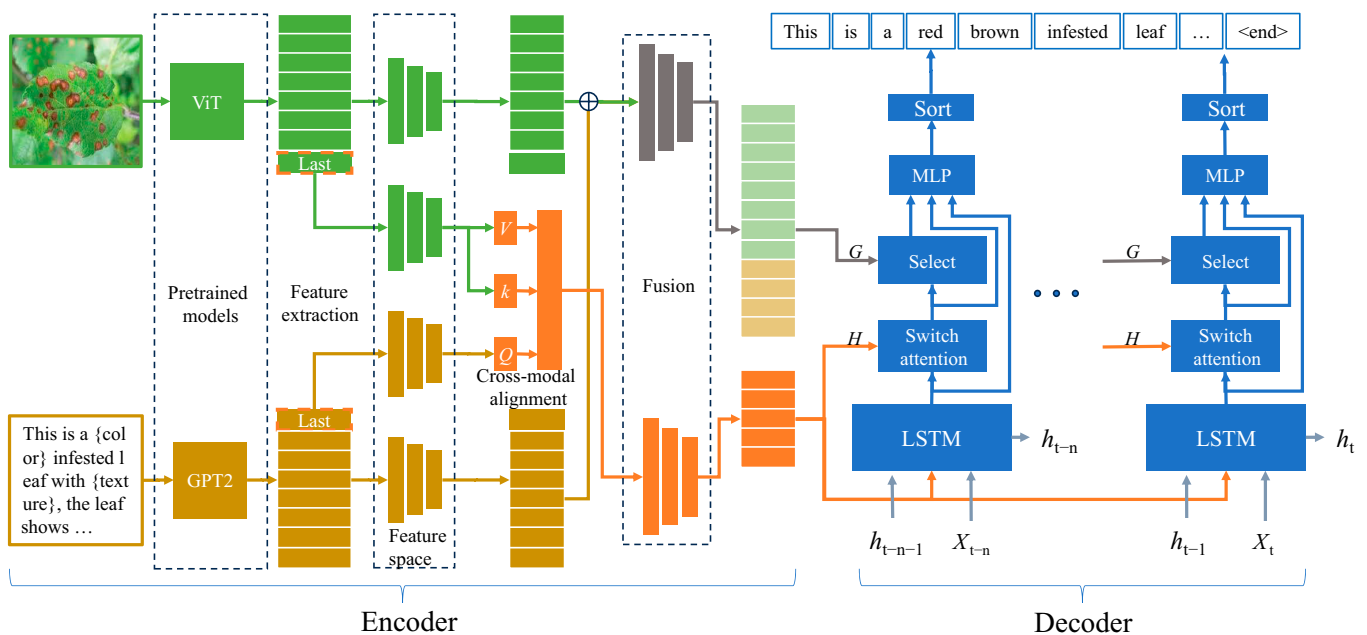 This is a red brown infested leaf … <end>
ViT
Last
Pretrained
models
Feature
extraction
V
k
Q
Cross-modal
alignment
Last
This is a {col
or} infested l
eaf with {text
ure}, the leaf
shows …
GPT2
Feature
space
Fusion
Encoder
Sort
MLP
G
Select
H
Switch
attention
LSTM
h t−n
h t−n−1
X t−n
Sort
MLP
G
Select
H
Switch
attention
LSTM
h t
h t−1
X t
Decoder